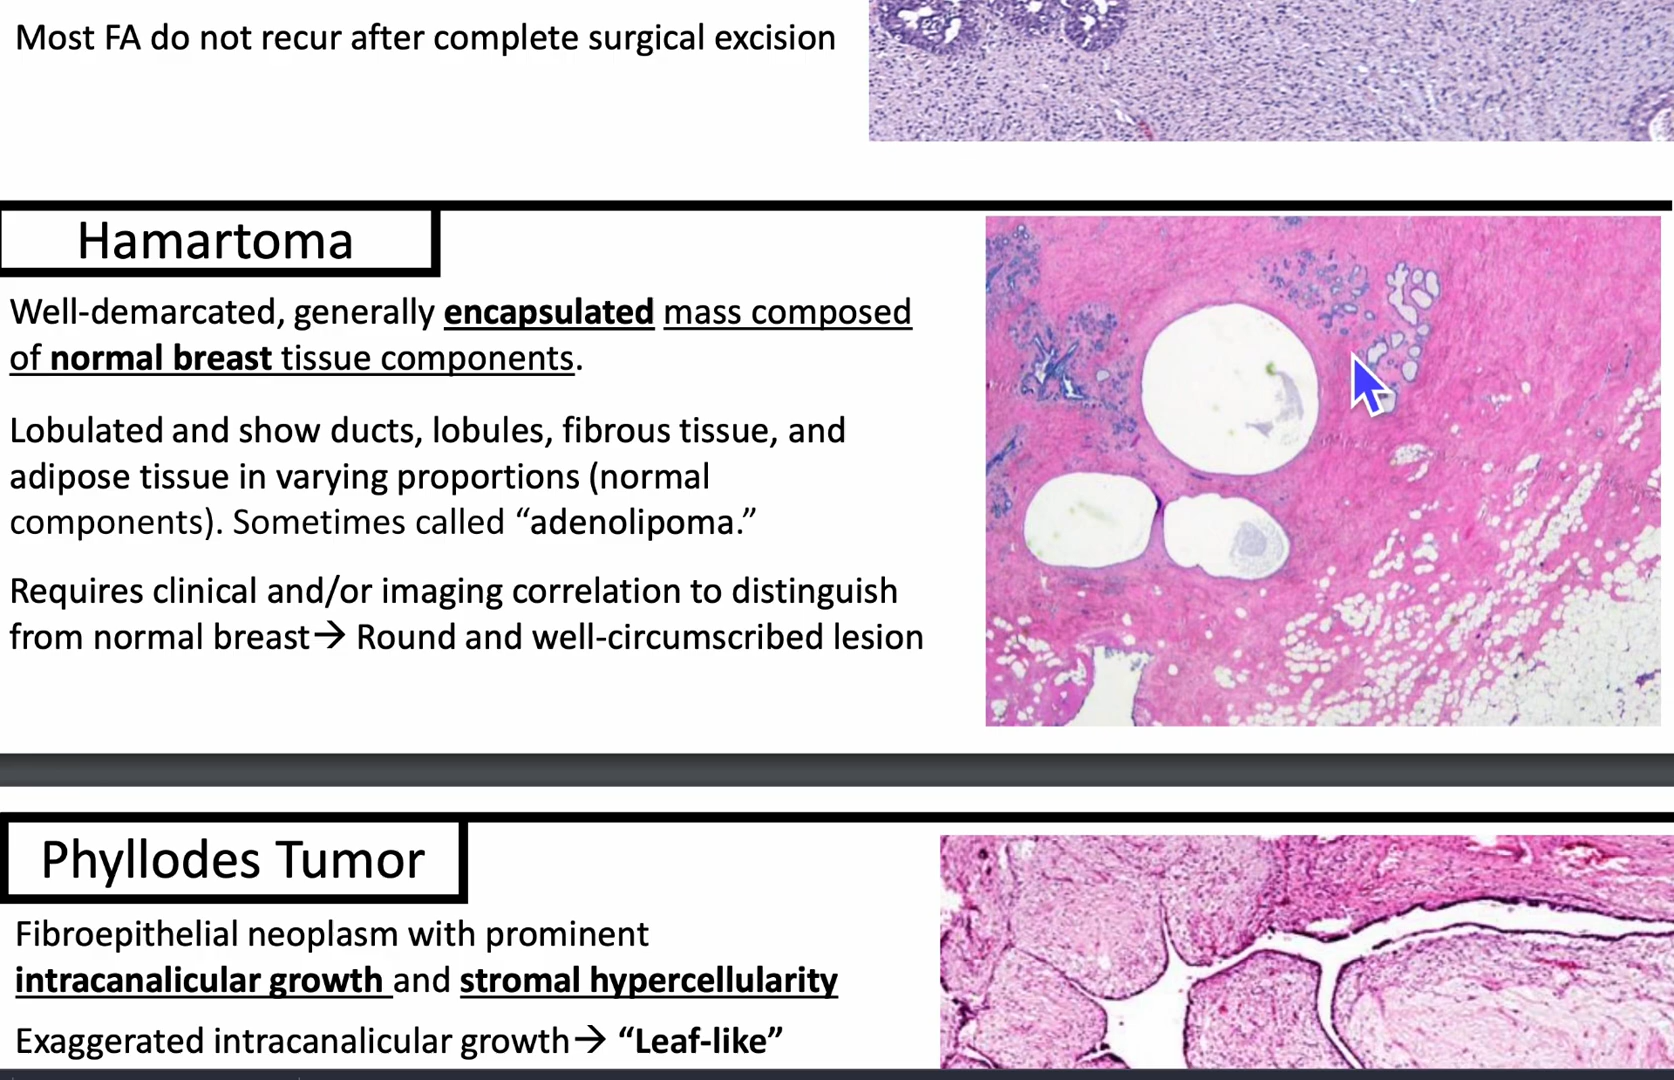 Most FA do not recur after complete surgical excision
Hamartoma
Well-demarcated, generally encapsulated mass composed
of normal breast tissue components.
Lobulated and show ducts, lobules, fibrous tissue, and
adipose tissue in varying proportions (normal
components). Sometimes called “adenolipoma.”
Requires clinical and/or imaging correlation to distinguish
from normal breast→ Round and well-circumscribed lesion
Phyllodes Tumor
Fibroepithelial neoplasm with prominent
intracanalicular growth and stromal hypercellularity
Exaggerated intracanalicular growth→ “Leaf-like”